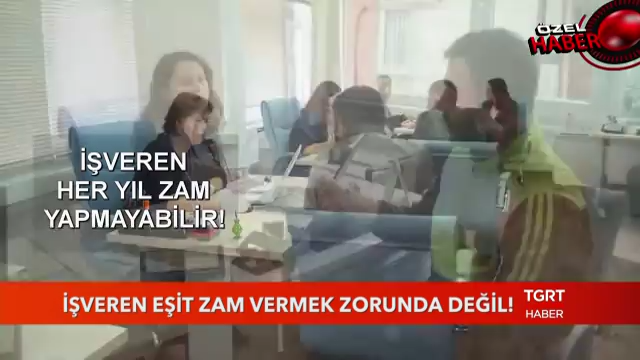 ÖZEL
HABER
İŞVEREN
HER YIL ZAM
YAPMAYABİLİR!
İŞVEREN EŞİT ZAM VERMEK ZORUNDA DEĞİL!
TGRT
HABER